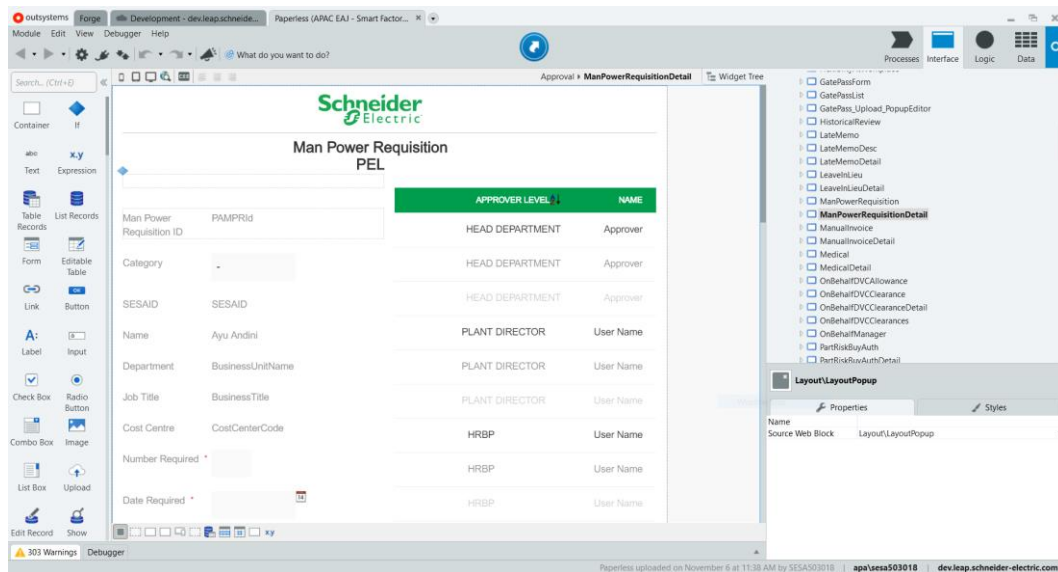 outsystems Forge Development - dev.leap.schneide... Paperless (APAC EAJ - Smart Factor...
Module Edit View Debugger Help
What do you want to do?
Processes Interface Logic Data
Search.. (Ctrl+E)
Approval ManPowerRequisitionDetail Widget Tree
Container If
abc x.y
Text Expression
Table Records List Records
Form Editable Table
OK
Link Button
A:
Label Input
Check Box Radio Button
Combo Box Image
List Box Upload
Edit Record Show
Schneider
Electric
Man Power Requisition
PEL
Man Power Requisition ID PAMPRId
Category -
SESAID SESAID
Name Ayu Andini
Department BusinessUnitName
Job Title BusinessTitle
Cost Centre CostCenterCode
Number Required *
Date Required * 14
APPROVER LEVEL NAME
HEAD DEPARTMENT Approver
HEAD DEPARTMENT Approver
HEAD DEPARTMENT Approver
PLANT DIRECTOR User Name
PLANT DIRECTOR User Name
PLANT DIRECTOR User Name
HRBP User Name
HRBP User Name
HRBP User Name
GatePassForm
GatePassList
GatePass_Upload_PopupEditor
HistoricalReview
LateMemo
LateMemoDesc
LateMemoDetail
LeaveInLieu
LeaveInLieuDetail
ManPowerRequisition
ManPowerRequisitionDetail
ManualInvoice
ManualInvoiceDetail
Medical
MedicalDetail
OnBehalfDVCAllowance
OnBehalfDVCClearance
OnBehalfDVCClearanceDetail
OnBehalfDVCClearances
OnBehalfManager
PartRiskBuyAuth
PartRiskBuyAuthDetail
Layout\LayoutPopup
Properties Styles
Name
Source Web Block Layout\LayoutPopup
xy
303 Warnings Debugger
Paperless uploaded on November 6 at 11:38 AM by SESA503018 | apa\sesa503018 | dev.leap.schneider-electric.com